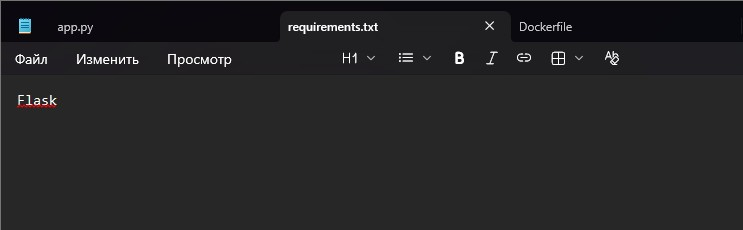 app.py requirements.txt Dockerfile
Файл Изменить Просмотр H1 B I
Flask